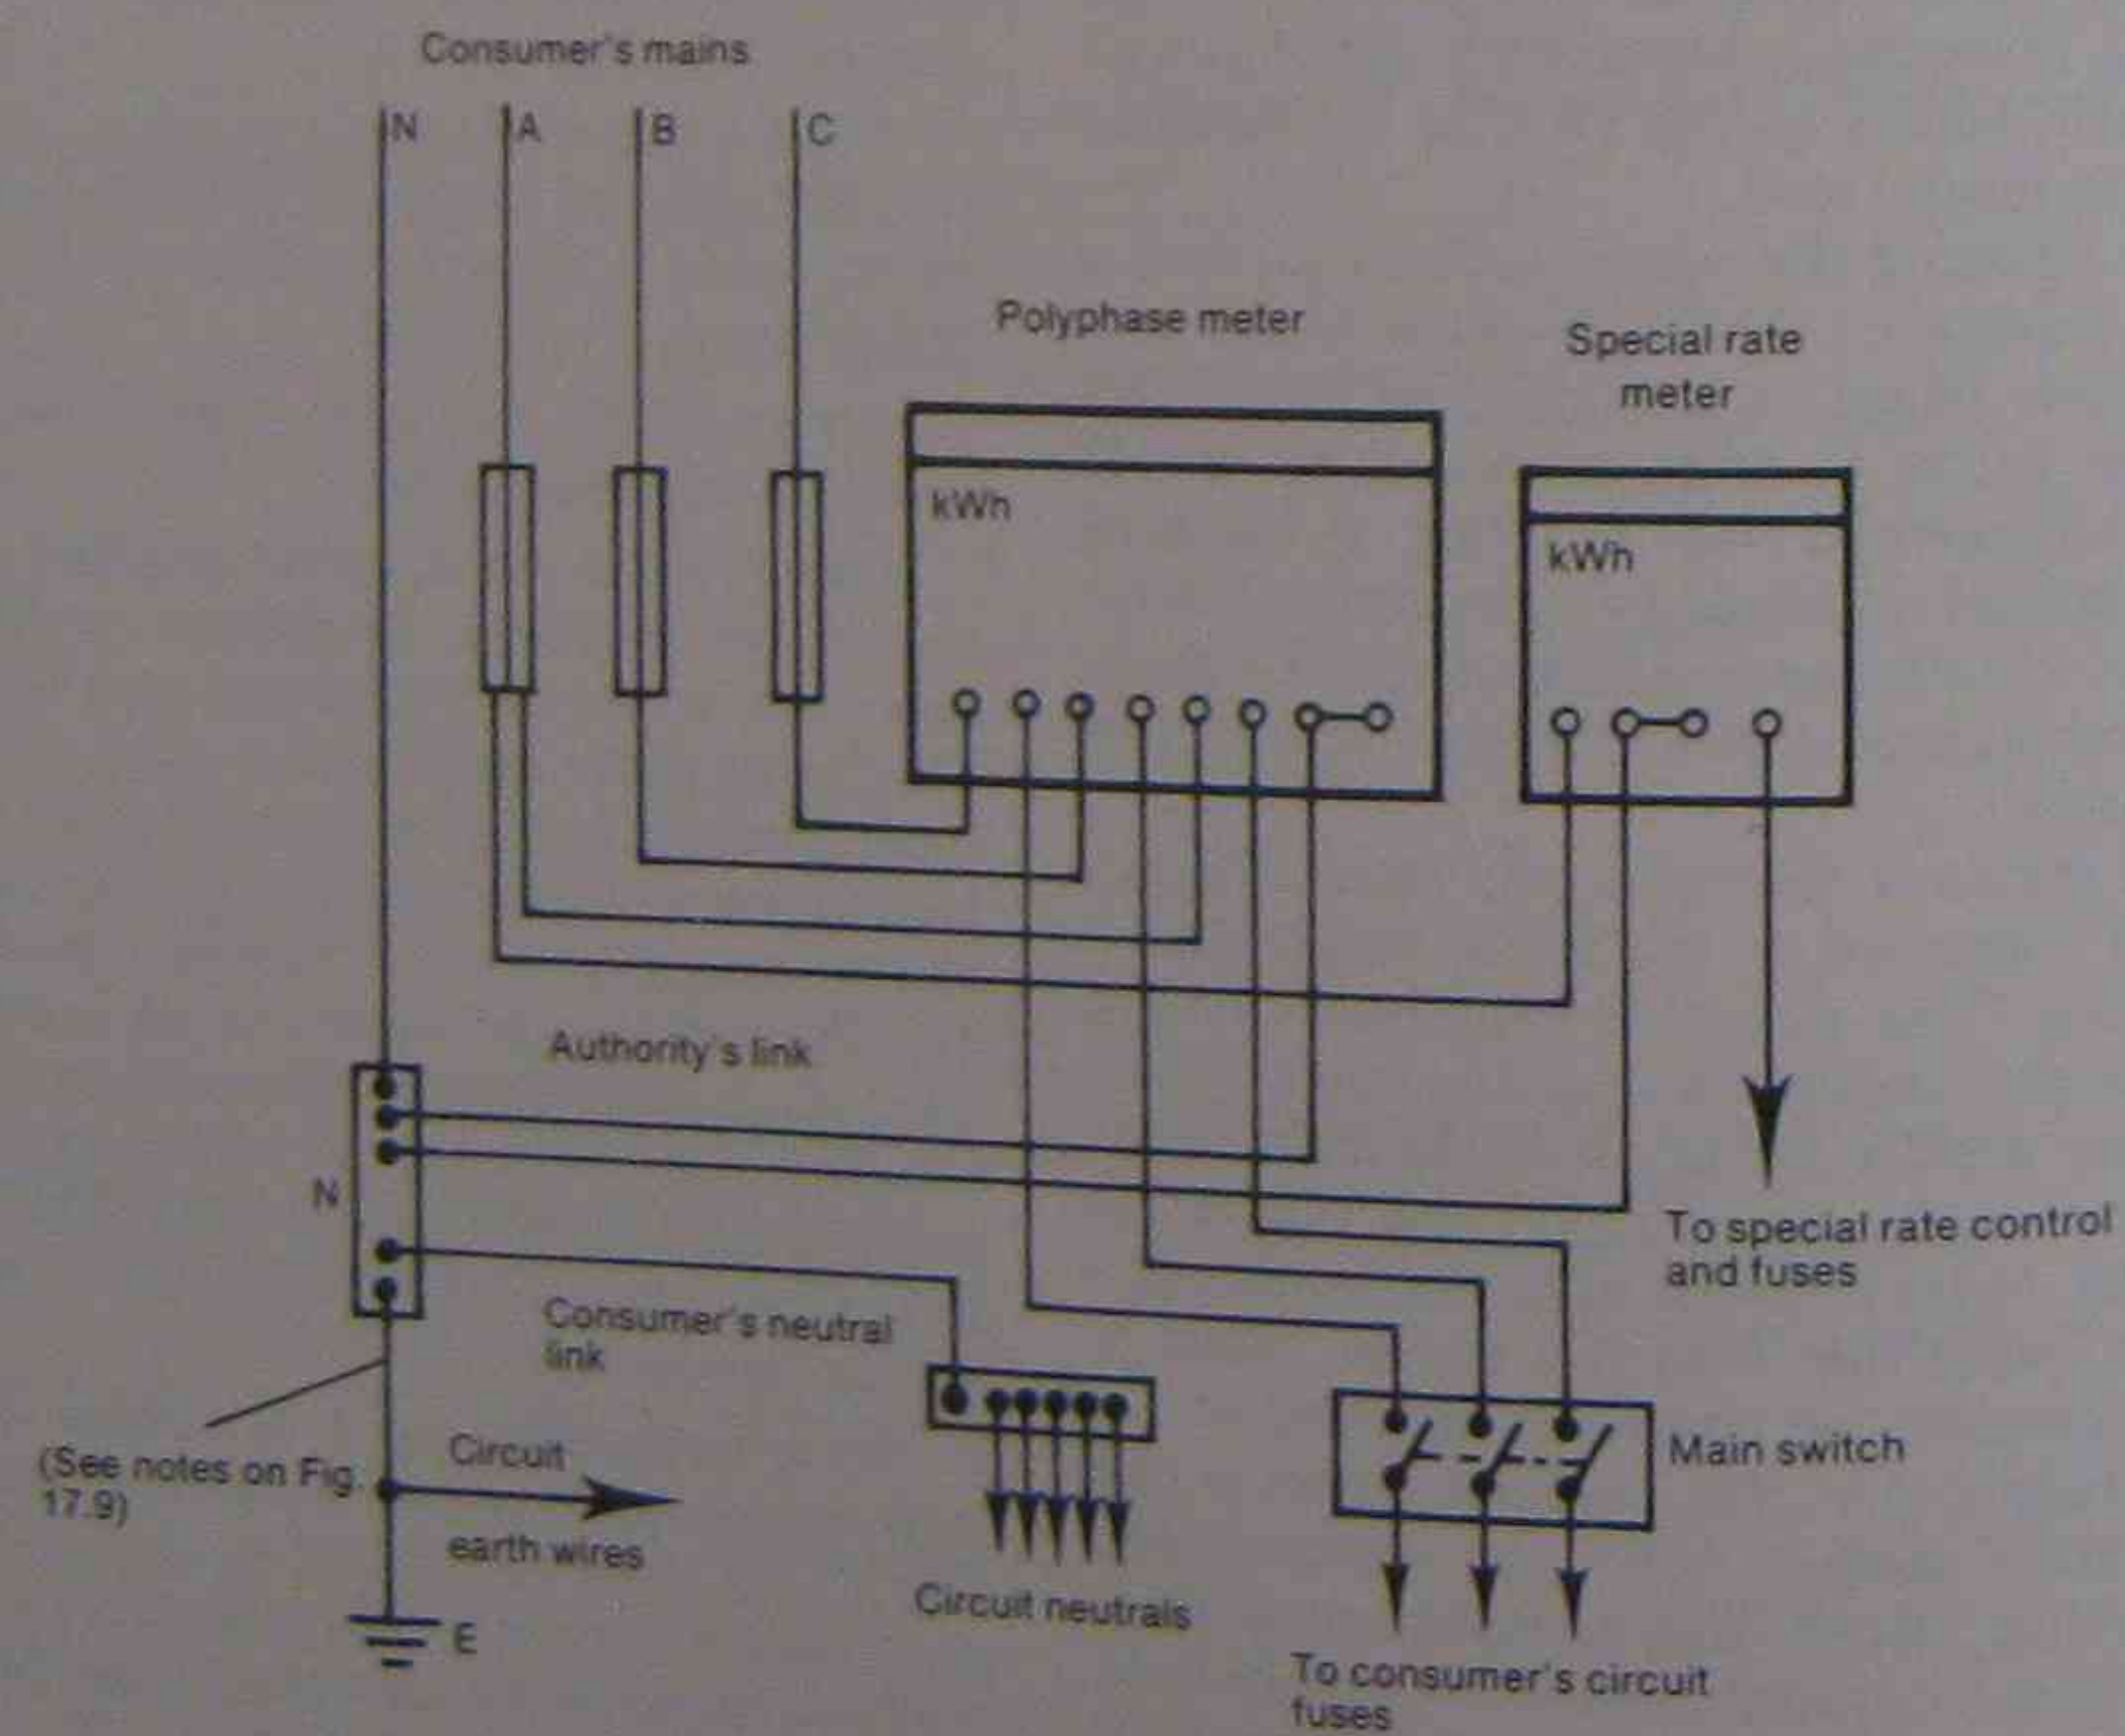 Consumer's mains
N A B C
Polyphase meter
Special rate
meter
kWh
kWh
Authority's link
N
To special rate control
and fuses
Consumer's neutral
link
(See notes on Fig.
17.9)
Circuit
earth wires
Main switch
Circuit neutrals
E
To consumer's circuit
fuses